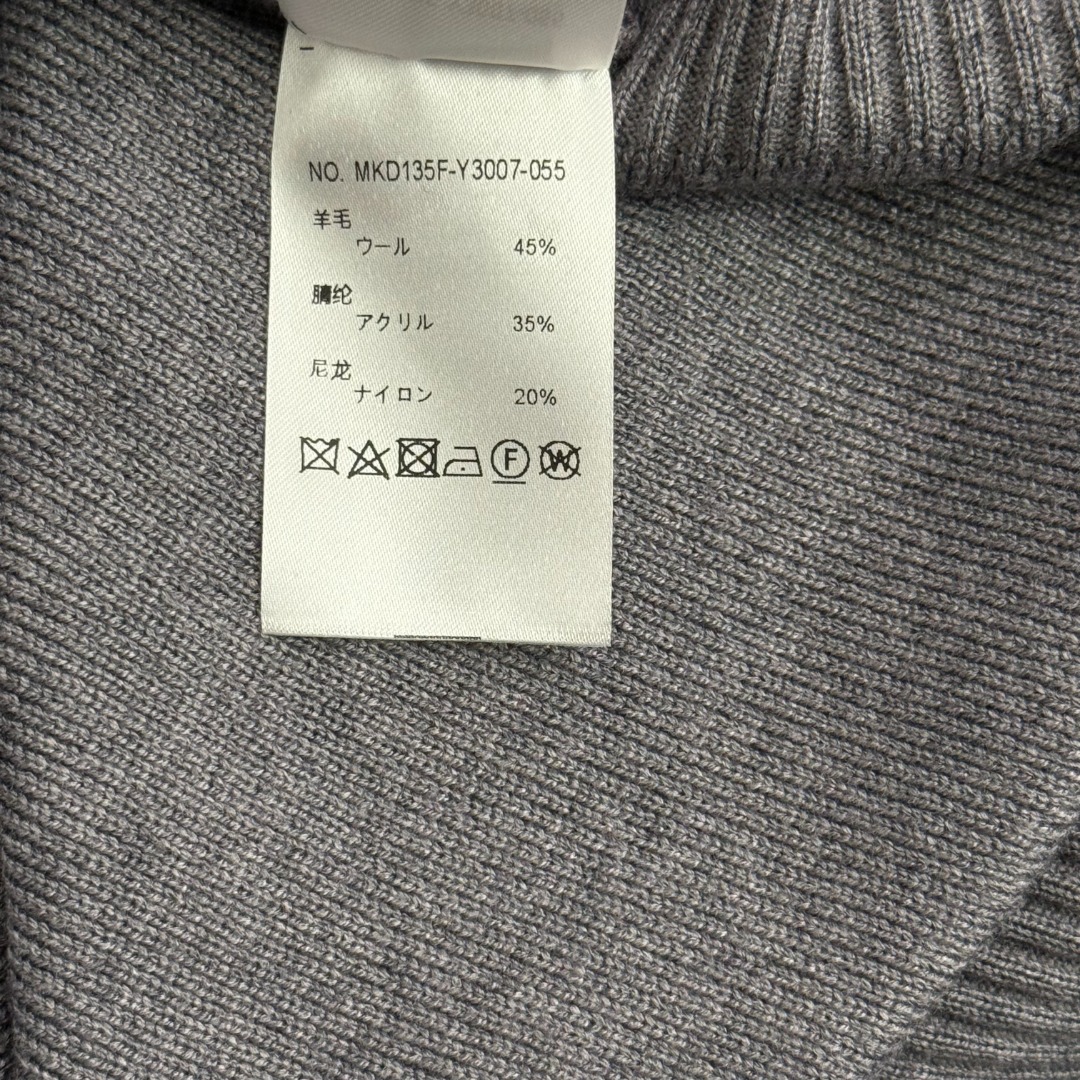 NO. MKD135F-Y3007-055
羊毛
ウール 45%
腈纶
アクリル 35%
尼龙
ナイロン 20%
F W